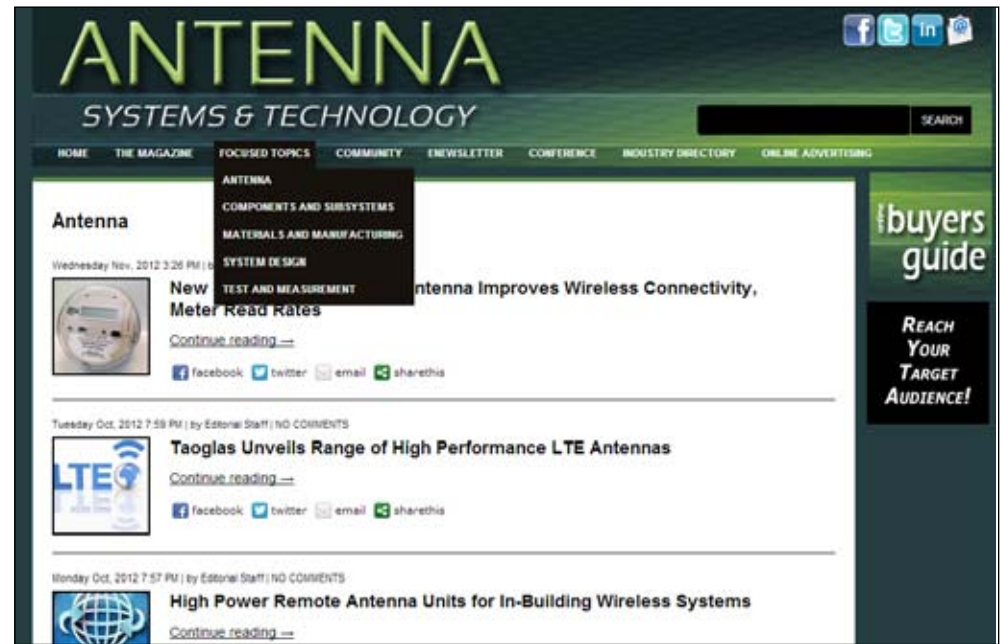 ANTENNA
SYSTEMS & TECHNOLOGY
SEARCH
HOME THE MAGAZINE FOCUSED TOPICS COMMUNITY ENEWSLETTER CONFERENCE INDUSTRY DIRECTORY ONLINE ADVERTISING
ANTENNA
COMPONENTS AND SUBSYSTEMS
MATERIALS AND MANUFACTURING
SYSTEM DESIGN
TEST AND MEASUREMENT
Antenna
Wednesday Nov, 2012 3:26 PM |
New
ntenna Improves Wireless Connectivity,
Meter Read Rates
Continue reading →
facebook twitter email sharethis
Tuesday Oct, 2012 7:59 PM | by Editorial Staff | NO COMMENTS
LTE
Taoglas Unveils Range of High Performance LTE Antennas
Continue reading →
facebook twitter email sharethis
Monday Oct, 2012 7:57 PM | by Editorial Staff | NO COMMENTS
High Power Remote Antenna Units for In-Building Wireless Systems
Continue reading →
online
buyers
guide
REACH
YOUR
TARGET
AUDIENCE!